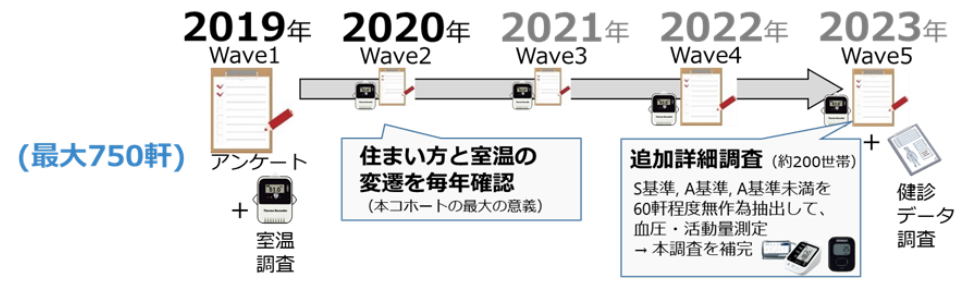 2019年
Wave1
2020年
Wave2
2021年
Wave3
2022年
Wave4
2023年
Wave5
(最大750軒)
アンケート
+
室温
調査
住まい方と室温の
変遷を毎年確認
（本コホートの最大の意義）
追加詳細調査（約200世帯）
S基準, A基準, A基準未満を
60軒程度無作為抽出して、
血圧・活動量測定
→ 本調査を補完
+
健診
データ
調査